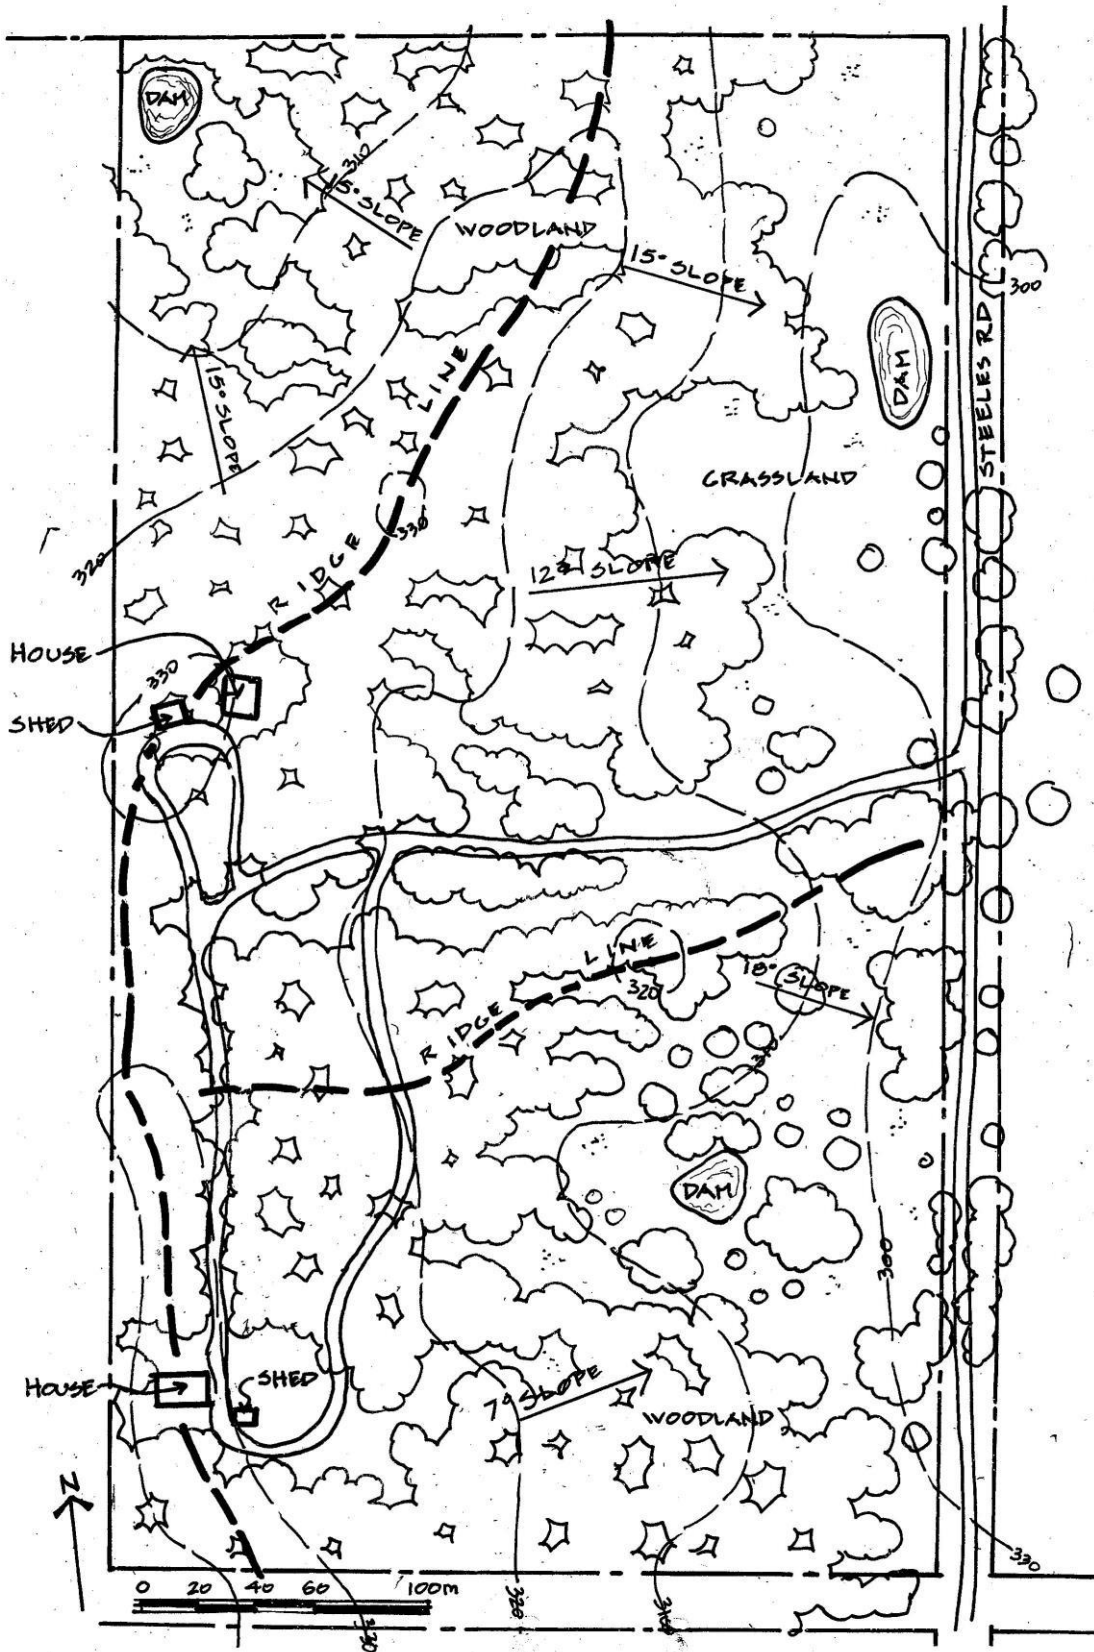 DAM
310
15° SLOPE
WOODLAND
15° SLOPE
300
STEELES RD
DAM
LINE
15° SLOPE
GRASSLAND
330
320
RIDGE
12° SLOPE
HOUSE
330
SHED
LINE
320
18° SLOPE
RIDGE
310
DAM
300
HOUSE
SHED
7° SLOPE
WOODLAND
N
330
0 20 40 60 100m
330
320
310